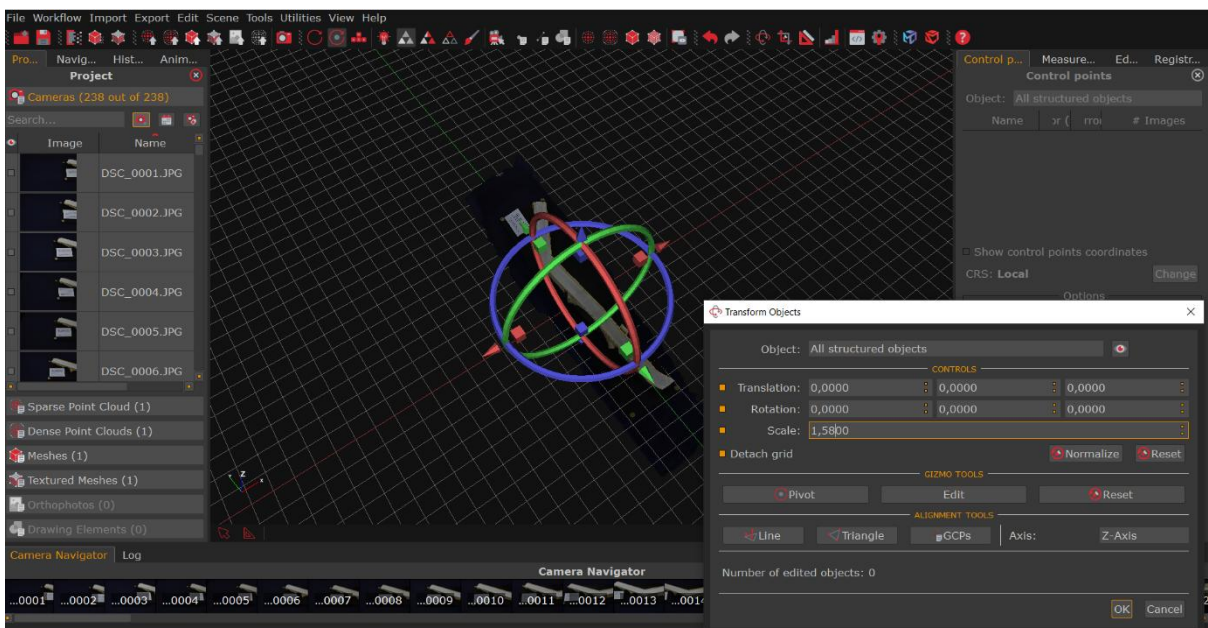 File Workflow Import Export Edit Scene Tools Utilities View Help
Pro... Navig... Hist... Anim...
Project
Cameras (238 out of 238)
Search...
Image Name
DSC_0001.JPG
DSC_0002.JPG
DSC_0003.JPG
DSC_0004.JPG
DSC_0005.JPG
DSC_0006.JPG
Sparse Point Cloud (1)
Dense Point Clouds (1)
Meshes (1)
Textured Meshes (1)
Orthophotos (0)
Drawing Elements (0)
z
x
Control p... Measure... Ed... Registr...
Control points
Object: All structured objects
Name or ( rroi # Images
Show control points coordinates
CRS: Local Change
Options
Transform Objects
Object: All structured objects
CONTROLS
Translation: 0,0000 0,0000 0,0000
Rotation: 0,0000 0,0000 0,0000
Scale: 1,5800
Detach grid Normalize Reset
GIZMO TOOLS
Pivot Edit Reset
ALIGNMENT TOOLS
Line Triangle GCPs Axis: Z-Axis
Number of edited objects: 0
OK Cancel
Camera Navigator Log
Camera Navigator
...0001 ...0002 ...0003 ...0004 ...0005 ...0006 ...0007 ...0008 ...0009 ...0010 ...0011 ...0012 ...0013 ...0014